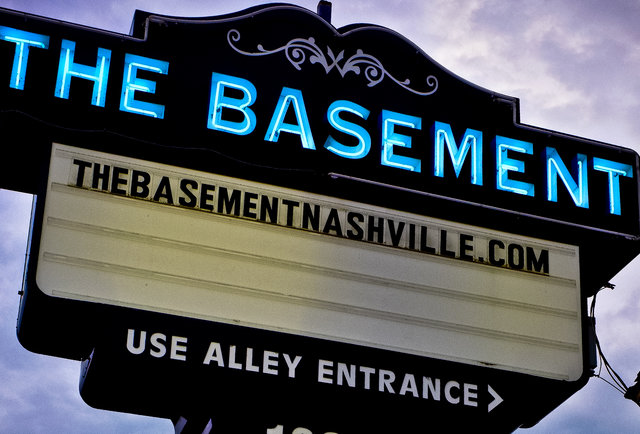 THE BASEMENT
THEBASEMENTNASHVILLE.COM
USE ALLEY ENTRANCE >